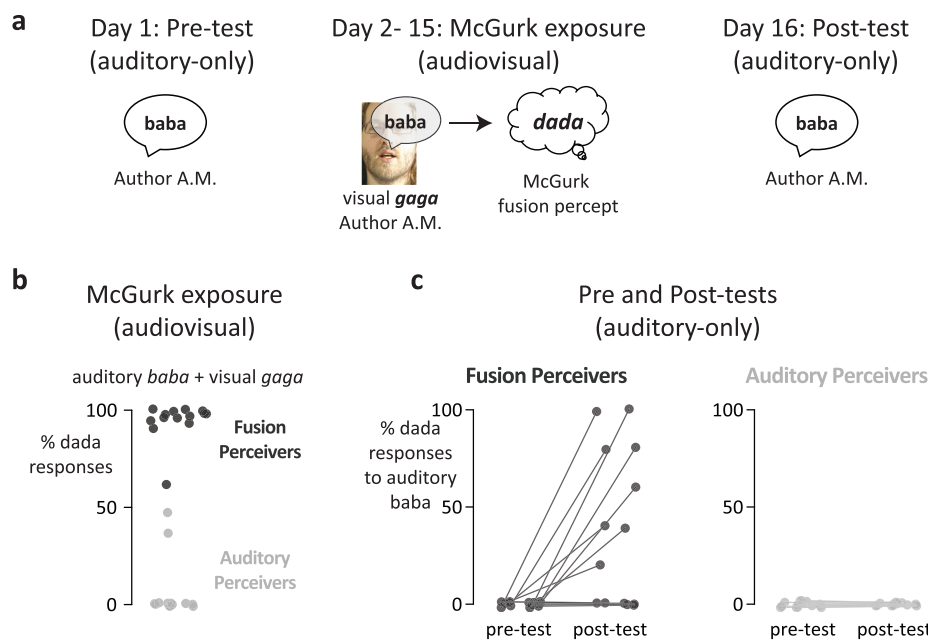 a
Day 1: Pre-test
(auditory-only)
baba
Author A.M.
Day 2- 15: McGurk exposure
(audiovisual)
baba
visual gaga
Author A.M.
dada
McGurk
fusion percept
Day 16: Post-test
(auditory-only)
baba
Author A.M.
b
McGurk exposure
(audiovisual)
auditory baba + visual gaga
% dada
responses
100
50
0
Fusion
Perceivers
Auditory
Perceivers
c
Pre and Post-tests
(auditory-only)
Fusion Perceivers
% dada
responses
to auditory
baba
100
50
0
pre-test
post-test
Auditory Perceivers
100
50
0
pre-test
post-test